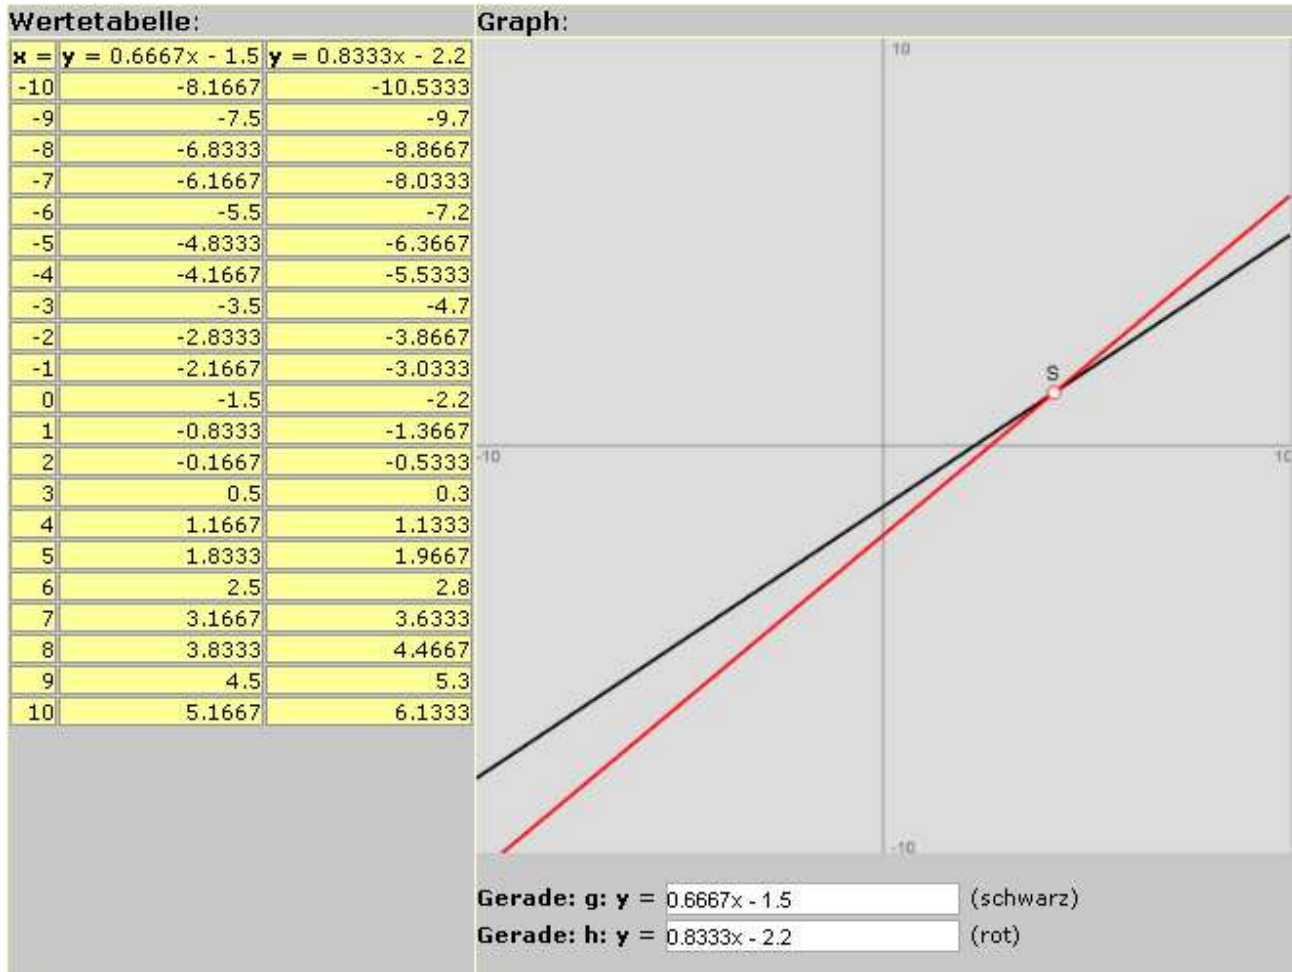 Wertetabelle:
x = y = 0.6667x - 1.5 y = 0.8333x - 2.2
-10 -8.1667 -10.5333
-9 -7.5 -9.7
-8 -6.8333 -8.8667
-7 -6.1667 -8.0333
-6 -5.5 -7.2
-5 -4.8333 -6.3667
-4 -4.1667 -5.5333
-3 -3.5 -4.7
-2 -2.8333 -3.8667
-1 -2.1667 -3.0333
0 -1.5 -2.2
1 -0.8333 -1.3667
2 -0.1667 -0.5333
3 0.5 0.3
4 1.1667 1.1333
5 1.8333 1.9667
6 2.5 2.8
7 3.1667 3.6333
8 3.8333 4.4667
9 4.5 5.3
10 5.1667 6.1333
Graph:
10
S
-10 10
-10
Gerade: g: y = 0.6667x - 1.5 (schwarz)
Gerade: h: y = 0.8333x - 2.2 (rot)